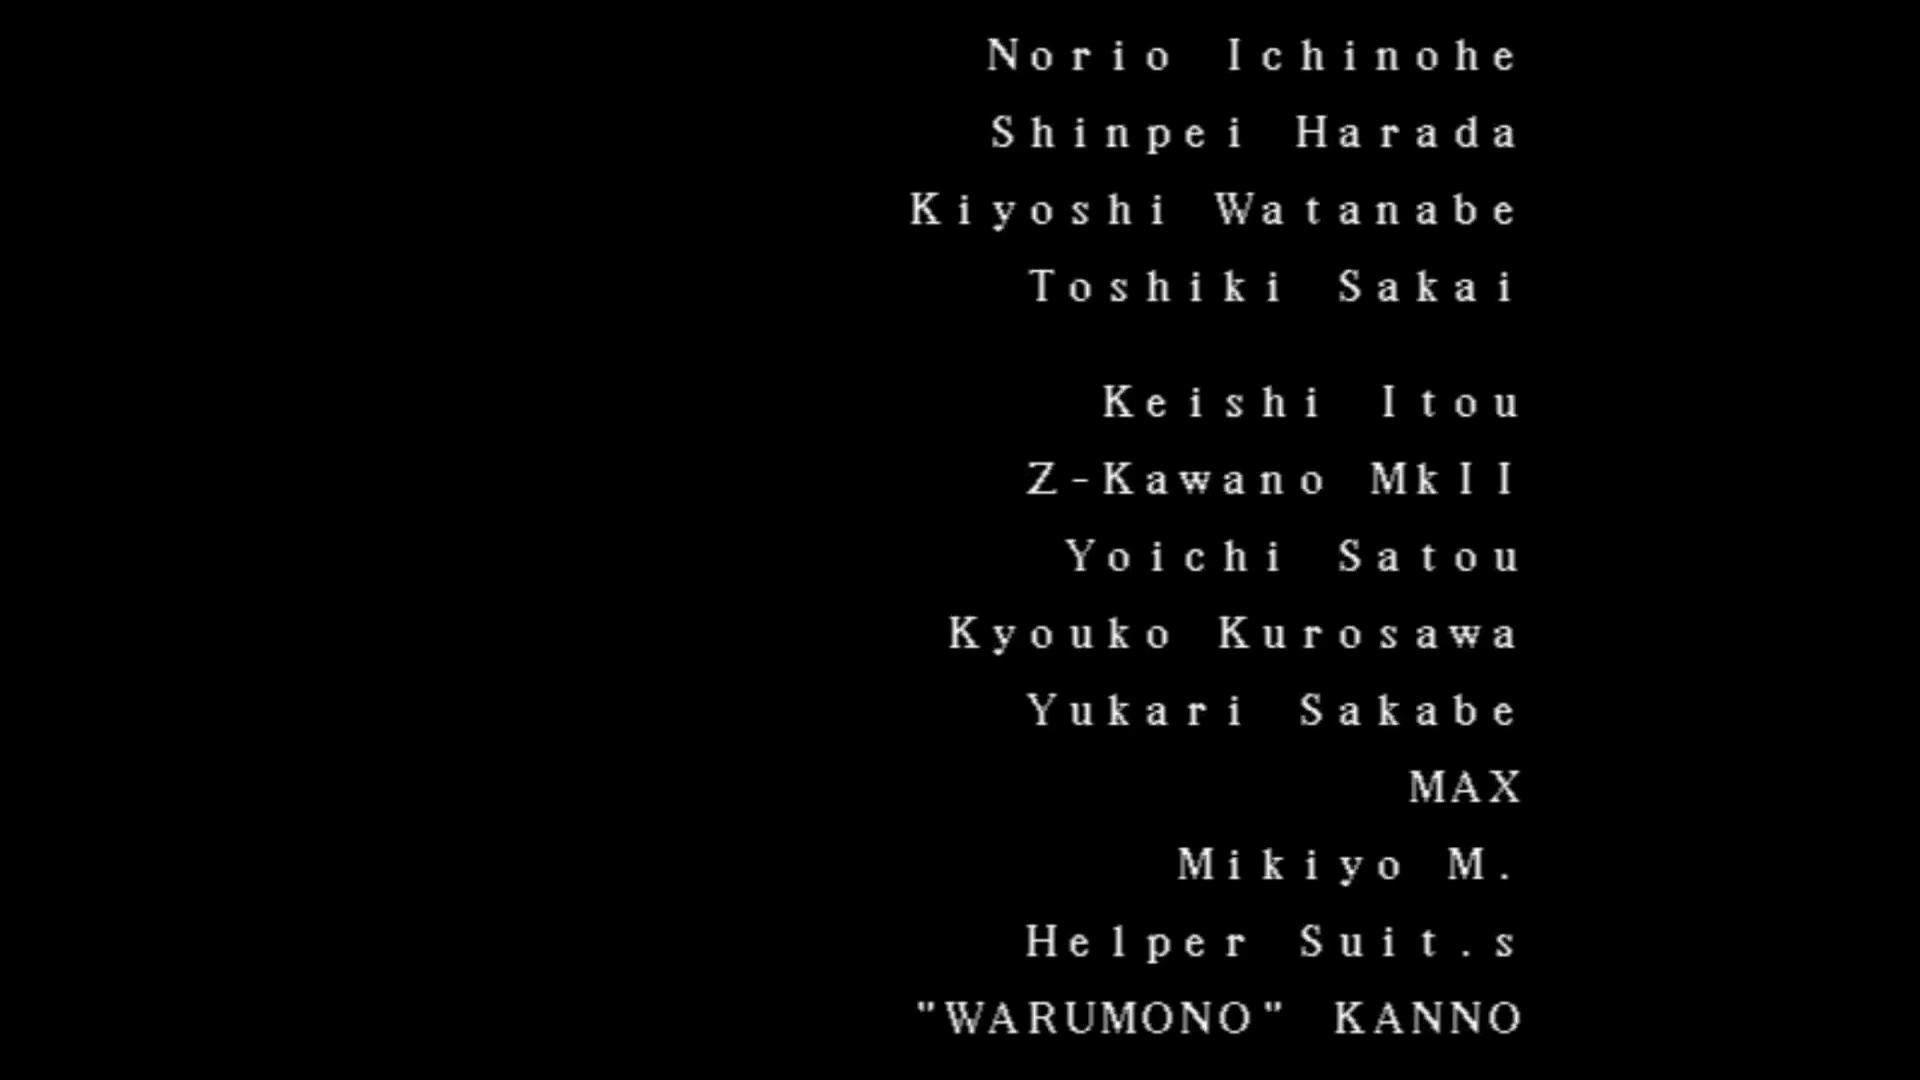 Norio Ichinohe
Shinpei Harada
Kiyoshi Watanabe
Toshiki Sakai
Keishi Itou
Z-Kawano MkII
Yoichi Satou
Kyouko Kurosawa
Yukari Sakabe
MAX
Mikiyo M.
Helper Suit.s
"WARUMONO" KANNO